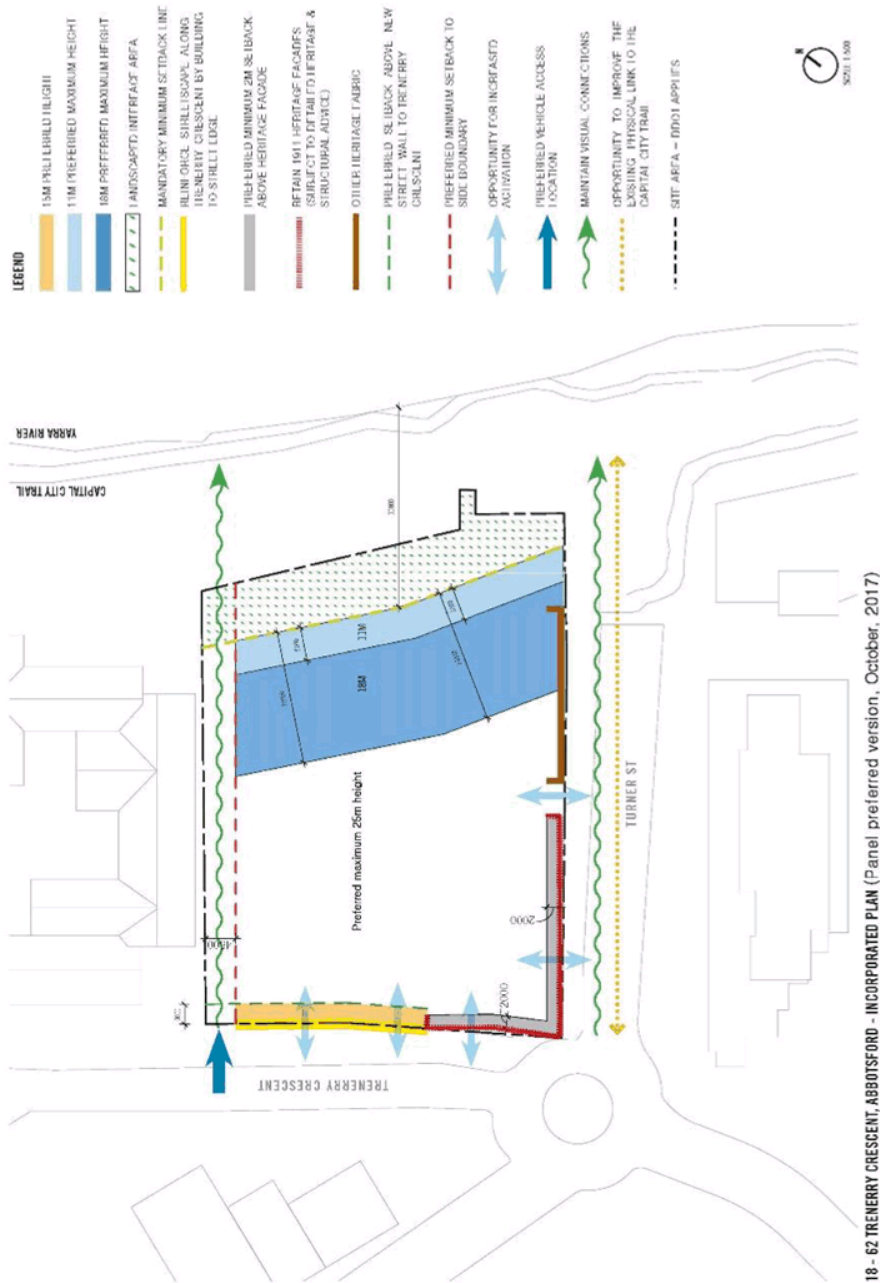 LEGEND
15M PREFERRED HEIGHT
11M PREFERRED MAXIMUM HEIGHT
18M PREFERRED MAXIMUM HEIGHT
LANDSCAPED INTERFACE AREA
MANDATORY MINIMUM SETBACK LINE
REINFORCE STREETSCAPE ALONG
TRENERRY CRESCENT BY BUILDING
TO STREET EDGE
PREFERRED MINIMUM 2M SETBACK
ABOVE HERITAGE FACADE
RETAIN 1911 HERITAGE FACADES
(SUBJECT TO DETAILED HERITAGE &
STRUCTURAL ADVICE)
OTHER HERITAGE FABRIC
PREFERRED SETBACK ABOVE NEW
STREET WALL TO TRENERRY
CRESCENT
PREFERRED MINIMUM SETBACK TO
SIDE BOUNDARY
OPPORTUNITY FOR INCREASED
ACTIVATION
PREFERRED VEHICLE ACCESS
LOCATION
MAINTAIN VISUAL CONNECTIONS
OPPORTUNITY TO IMPROVE THE
EXISTING PHYSICAL LINK TO THE
CAPITAL CITY TRAIL
SITE AREA - DDO1 APPLIES
N
SCALE 1:500
YARRA RIVER
CAPITAL CITY TRAIL
11M
18M
Preferred maximum 25m height
4500
2000
2000
TRENERRY CRESCENT
TURNER ST
18 - 62 TRENERRY CRESCENT, ABBOTSFORD - INCORPORATED PLAN (Panel preferred version, October, 2017)